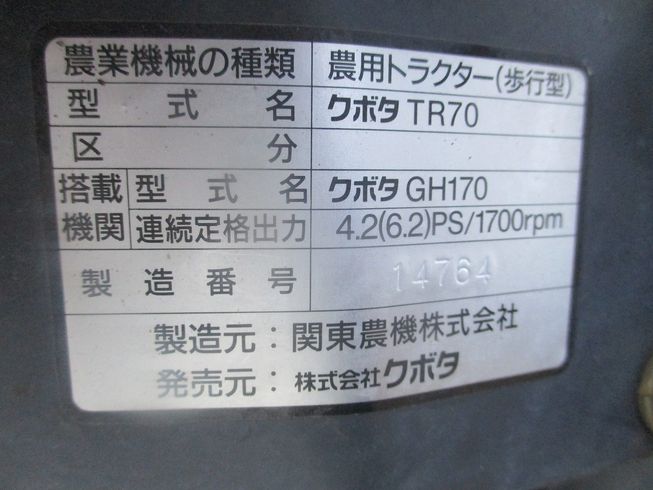 農業機械の種類 農用トラクター(歩行型)
型式名 クボタ TR70
区分
搭載機関 型式名 クボタ GH170
連続定格出力 4.2(6.2)PS/1700rpm
製造番号 14764
製造元：関東農機株式会社
発売元：株式会社クボタ